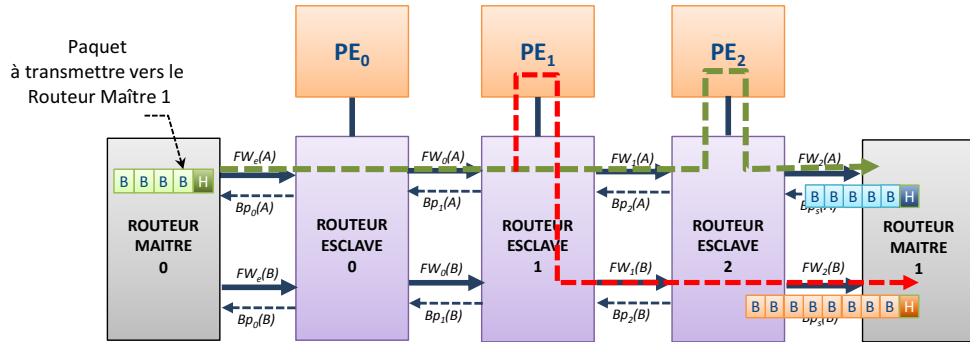 Paquet
à transmettre vers le
Routeur Maître 1
PE0
PE1
PE2
FWe(A)
FW0(A)
FW1(A)
FW2(A)
B B B B H
Bp0(A)
Bp1(A)
Bp2(A)
Bps(A)
B B B B B H
ROUTEUR
MAITRE
0
ROUTEUR
ESCLAVE
0
ROUTEUR
ESCLAVE
1
ROUTEUR
ESCLAVE
2
ROUTEUR
MAITRE
1
FWe(B)
FW0(B)
FW1(B)
FW2(B)
Bp0(B)
Bp1(B)
Bp2(B)
Bps(B)
B B B B B B B B H